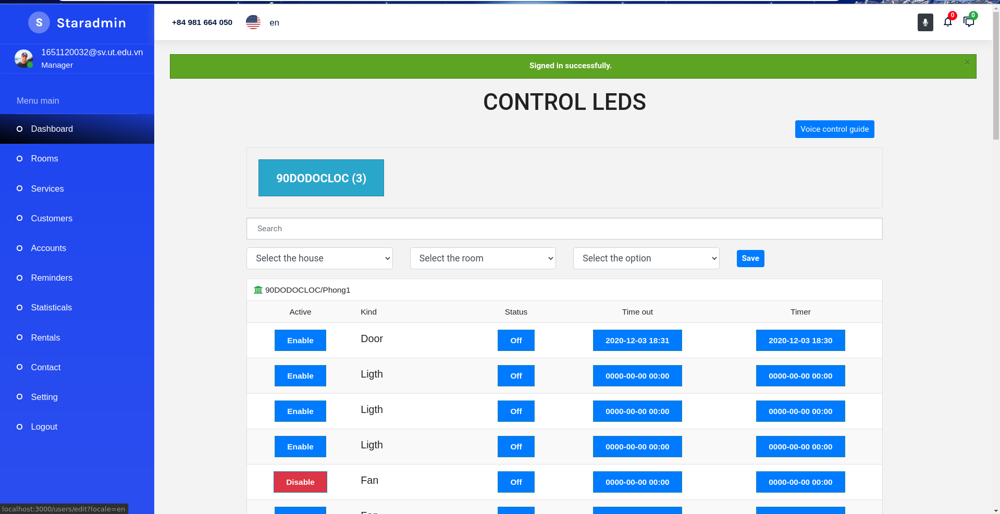 S Staradmin
+84 981 664 050 en
0 0
1651120032@sv.ut.edu.vn
Manager
Signed in successfully. ×
CONTROL LEDS
Voice control guide
Menu main
Dashboard
Rooms
Services
Customers
Accounts
Reminders
Statisticals
Rentals
Contact
Setting
Logout
90DODOCLOC (3)
Search
Select the house Select the room Select the option Save
90DODOCLOC/Phong1
Active Kind Status Time out Timer
Enable Door Off 2020-12-03 18:31 2020-12-03 18:30
Enable Ligth Off 0000-00-00 00:00 0000-00-00 00:00
Enable Ligth Off 0000-00-00 00:00 0000-00-00 00:00
Enable Ligth Off 0000-00-00 00:00 0000-00-00 00:00
Disable Fan Off 0000-00-00 00:00 0000-00-00 00:00
localhost:3000/users/edit?locale=en